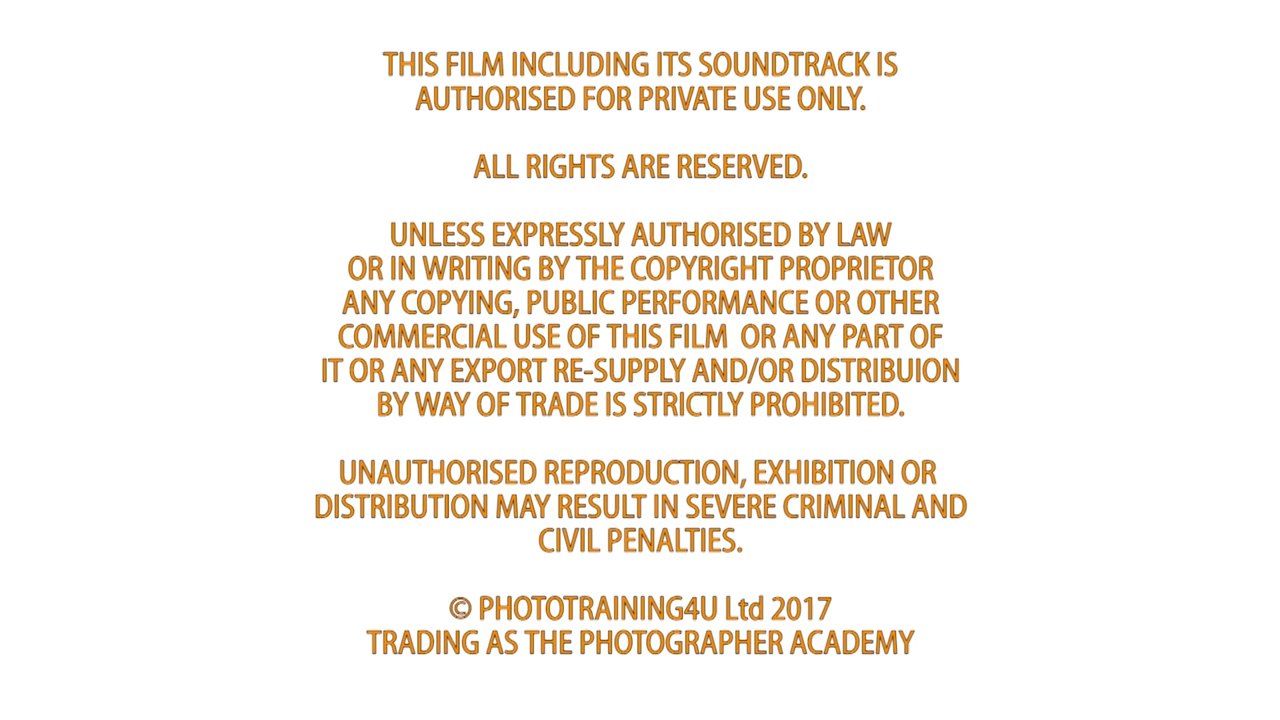 THIS FILM INCLUDING ITS SOUNDTRACK IS
AUTHORISED FOR PRIVATE USE ONLY.
ALL RIGHTS ARE RESERVED.
UNLESS EXPRESSLY AUTHORISED BY LAW
OR IN WRITING BY THE COPYRIGHT PROPRIETOR
ANY COPYING, PUBLIC PERFORMANCE OR OTHER
COMMERCIAL USE OF THIS FILM  OR ANY PART OF
IT OR ANY EXPORT RE-SUPPLY AND/OR DISTRIBUION
BY WAY OF TRADE IS STRICTLY PROHIBITED.
UNAUTHORISED REPRODUCTION, EXHIBITION OR
DISTRIBUTION MAY RESULT IN SEVERE CRIMINAL AND
CIVIL PENALTIES.
© PHOTOTRAINING4U Ltd 2017
TRADING AS THE PHOTOGRAPHER ACADEMY